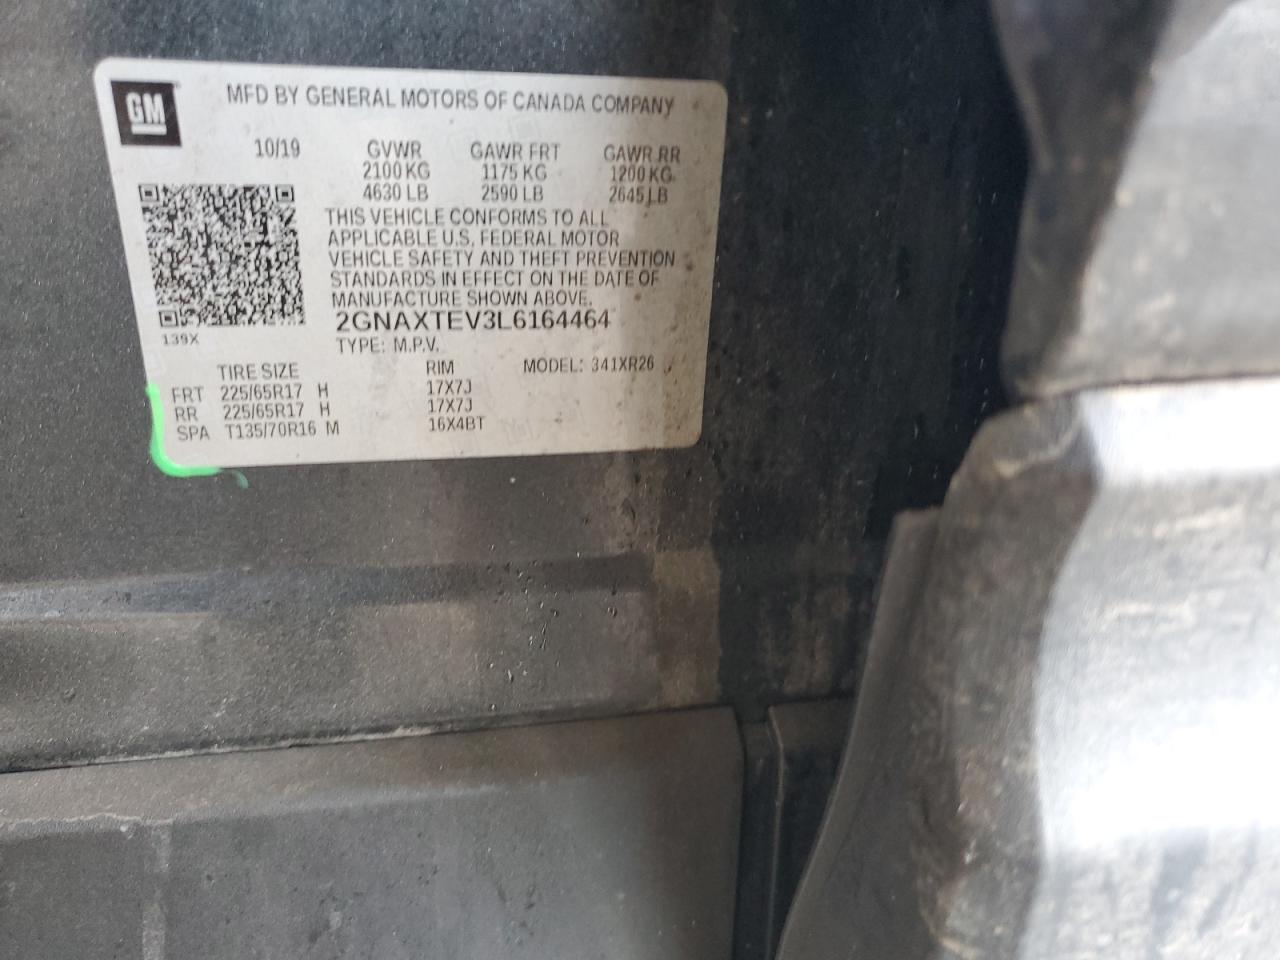 GM
MFD BY GENERAL MOTORS OF CANADA COMPANY
10/19 GVWR GAWR FRT GAWR RR
2100 KG 1175 KG 1200 KG
4630 LB 2590 LB 2645 LB
THIS VEHICLE CONFORMS TO ALL
APPLICABLE U.S. FEDERAL MOTOR
VEHICLE SAFETY AND THEFT PREVENTION
STANDARDS IN EFFECT ON THE DATE OF
MANUFACTURE SHOWN ABOVE.
2GNAXTEV3L6164464
139X
TYPE: M.P.V.
TIRE SIZE RIM MODEL: 341XR26
FRT 225/65R17 H 17X7J
RR 225/65R17 H 17X7J
SPA T135/70R16 M 16X4BT